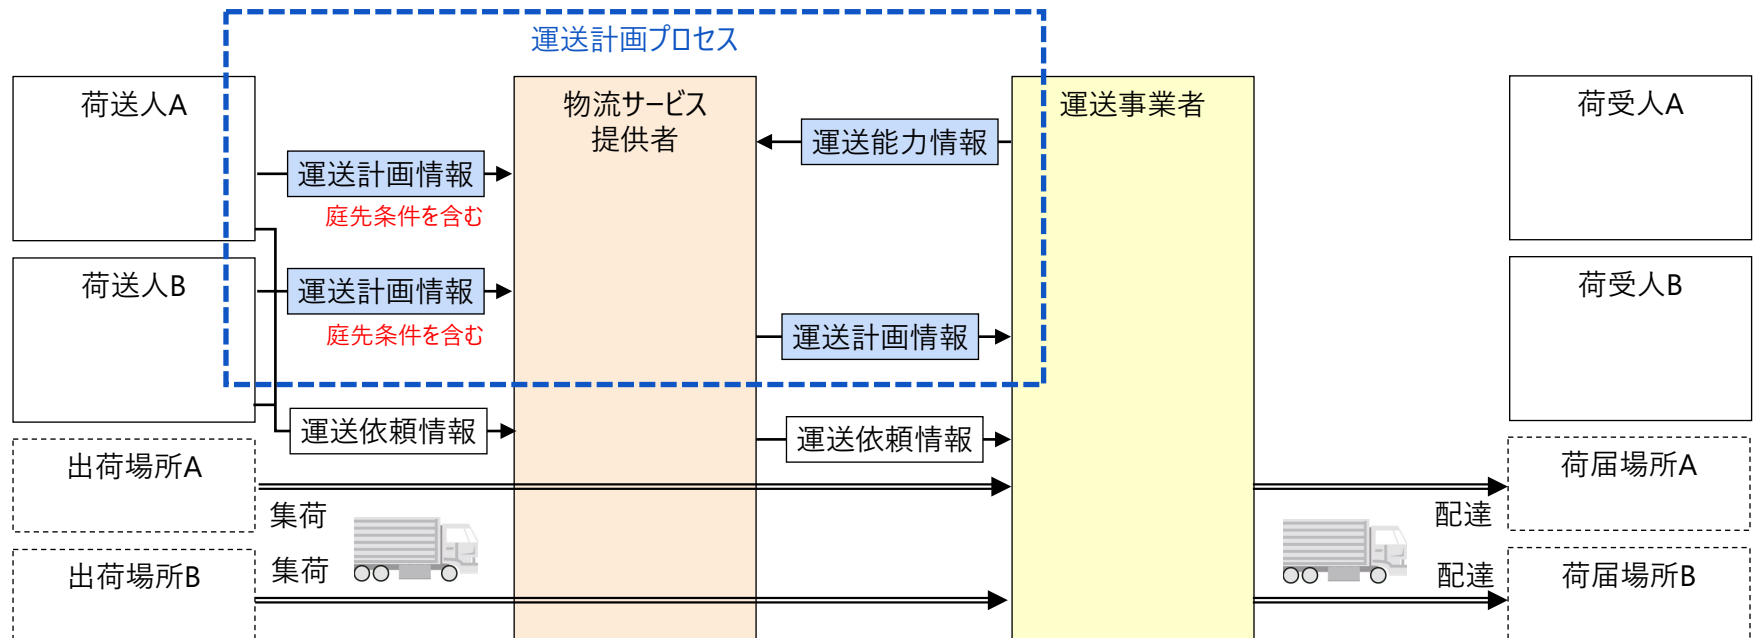 運送計画プロセス
荷送人A
物流サービス
提供者
運送事業者
荷受人A
運送能力情報
運送計画情報
庭先条件を含む
荷送人B
荷受人B
運送計画情報
庭先条件を含む
運送計画情報
運送依頼情報
運送依頼情報
出荷場所A
荷届場所A
集荷
配達
出荷場所B
集荷
配達
荷届場所B